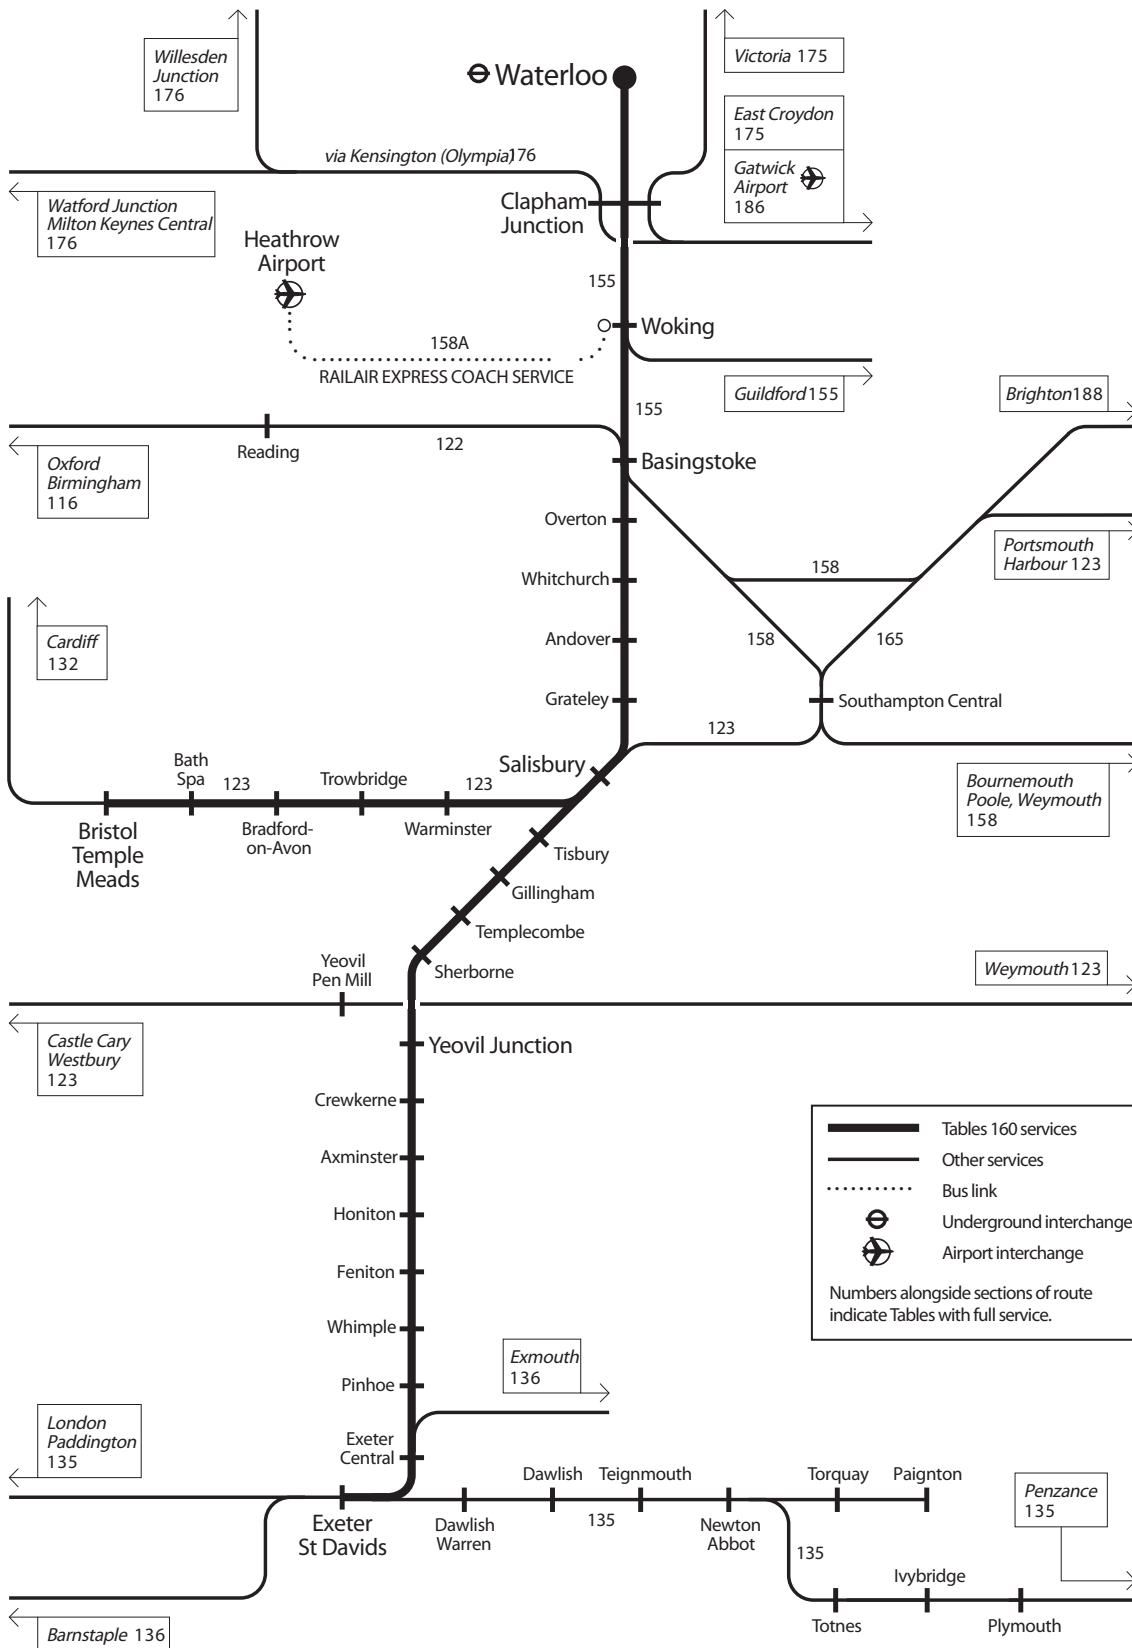 Willesden
Junction
176
Waterloo
Victoria 175
East Croydon
175
Gatwick
Airport
186
via Kensington (Olympia)176
Watford Junction
Milton Keynes Central
176
Clapham
Junction
Heathrow
Airport
155
Woking
158A
RAILAIR EXPRESS COACH SERVICE
Guildford 155
Brighton 188
155
Reading
122
Basingstoke
Oxford
Birmingham
116
Overton
Portsmouth
Harbour 123
Whitchurch
158
Cardiff
132
Andover
158
165
Grateley
Southampton Central
123
Salisbury
Bath
Spa
123
Trowbridge
123
Bournemouth
Poole, Weymouth
158
Bristol
Temple
Meads
Bradford-
on-Avon
Warminster
Tisbury
Gillingham
Templecombe
Sherborne
Yeovil
Pen Mill
Weymouth 123
Castle Cary
Westbury
123
Yeovil Junction
Crewkerne
Axminster
Honiton
Feniton
Whimple
Pinhoe
Exeter
Central
Tables 160 services
Other services
Bus link
Underground interchange
Airport interchange
Numbers alongside sections of route
indicate Tables with full service.
Exmouth
136
London
Paddington
135
Exeter
St Davids
Dawlish
Warren
Dawlish
135
Teignmouth
Newton
Abbot
Torquay
Paignton
Penzance
135
135
Ivybridge
Totnes
Plymouth
Barnstaple 136